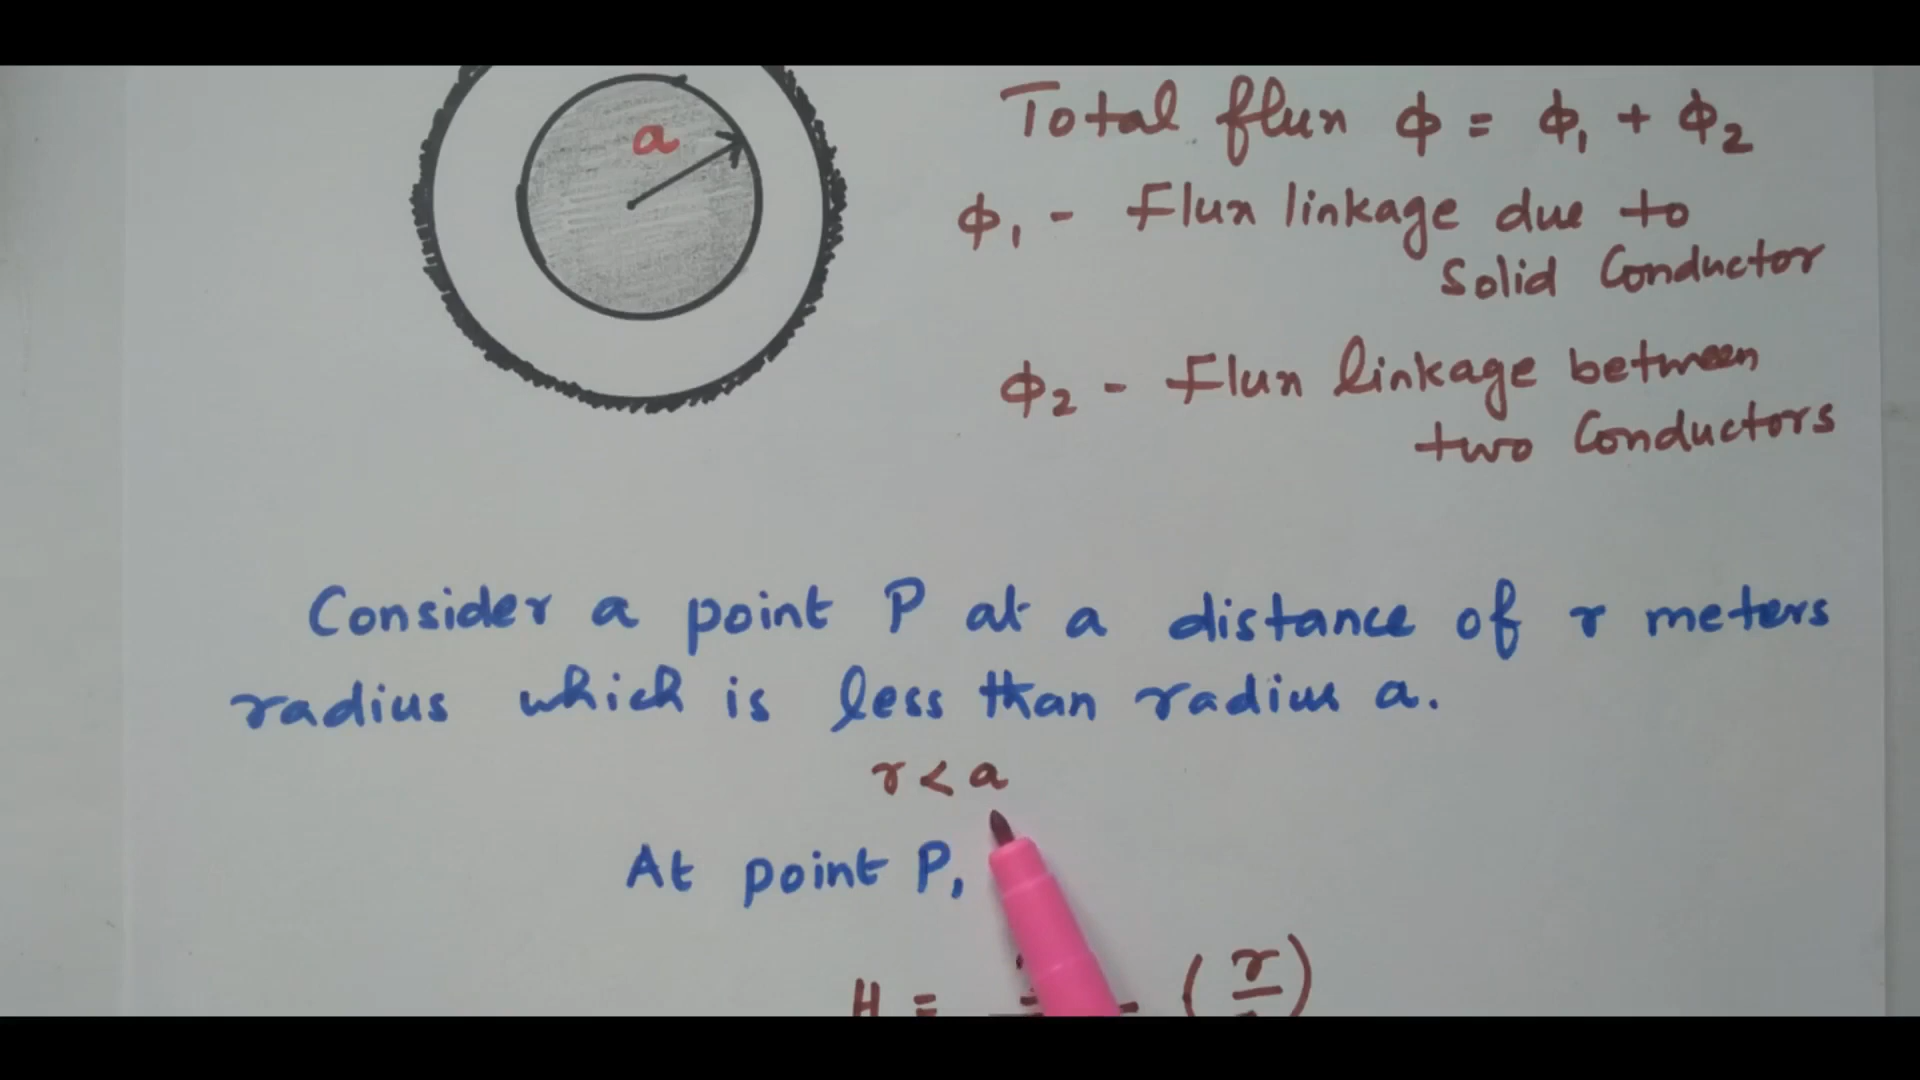 a
Total flux ϕ = ϕ₁ + ϕ₂
ϕ₁ - Flux linkage due to
Solid Conductor
ϕ₂ - Flux linkage between
two Conductors
Consider a point P at a distance of r meters
radius which is less than radius a.
r < a
At point P,
H = (r